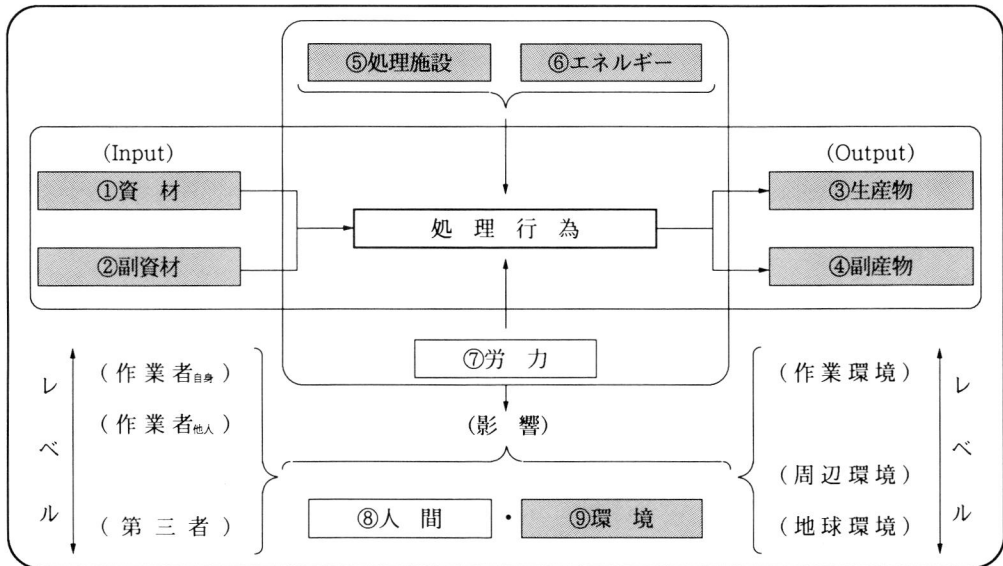 ⑤処理施設 ⑥エネルギー
(Input) (Output)
①資 材 ③生産物
処 理 行 為
②副資材 ④副産物
⑦労 力
レベル
(作業者自身)
(作業者他人)
(第 三 者)
(影 響)
⑧人 間 ・ ⑨環 境
(作業環境)
(周辺環境)
(地球環境)
レベル